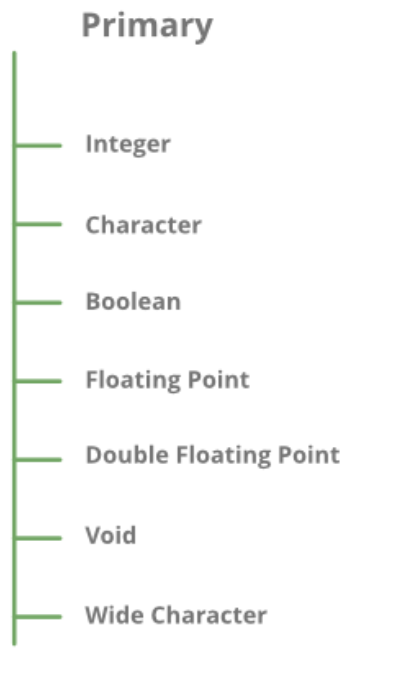 Primary
Integer
Character
Boolean
Floating Point
Double Floating Point
Void
Wide Character